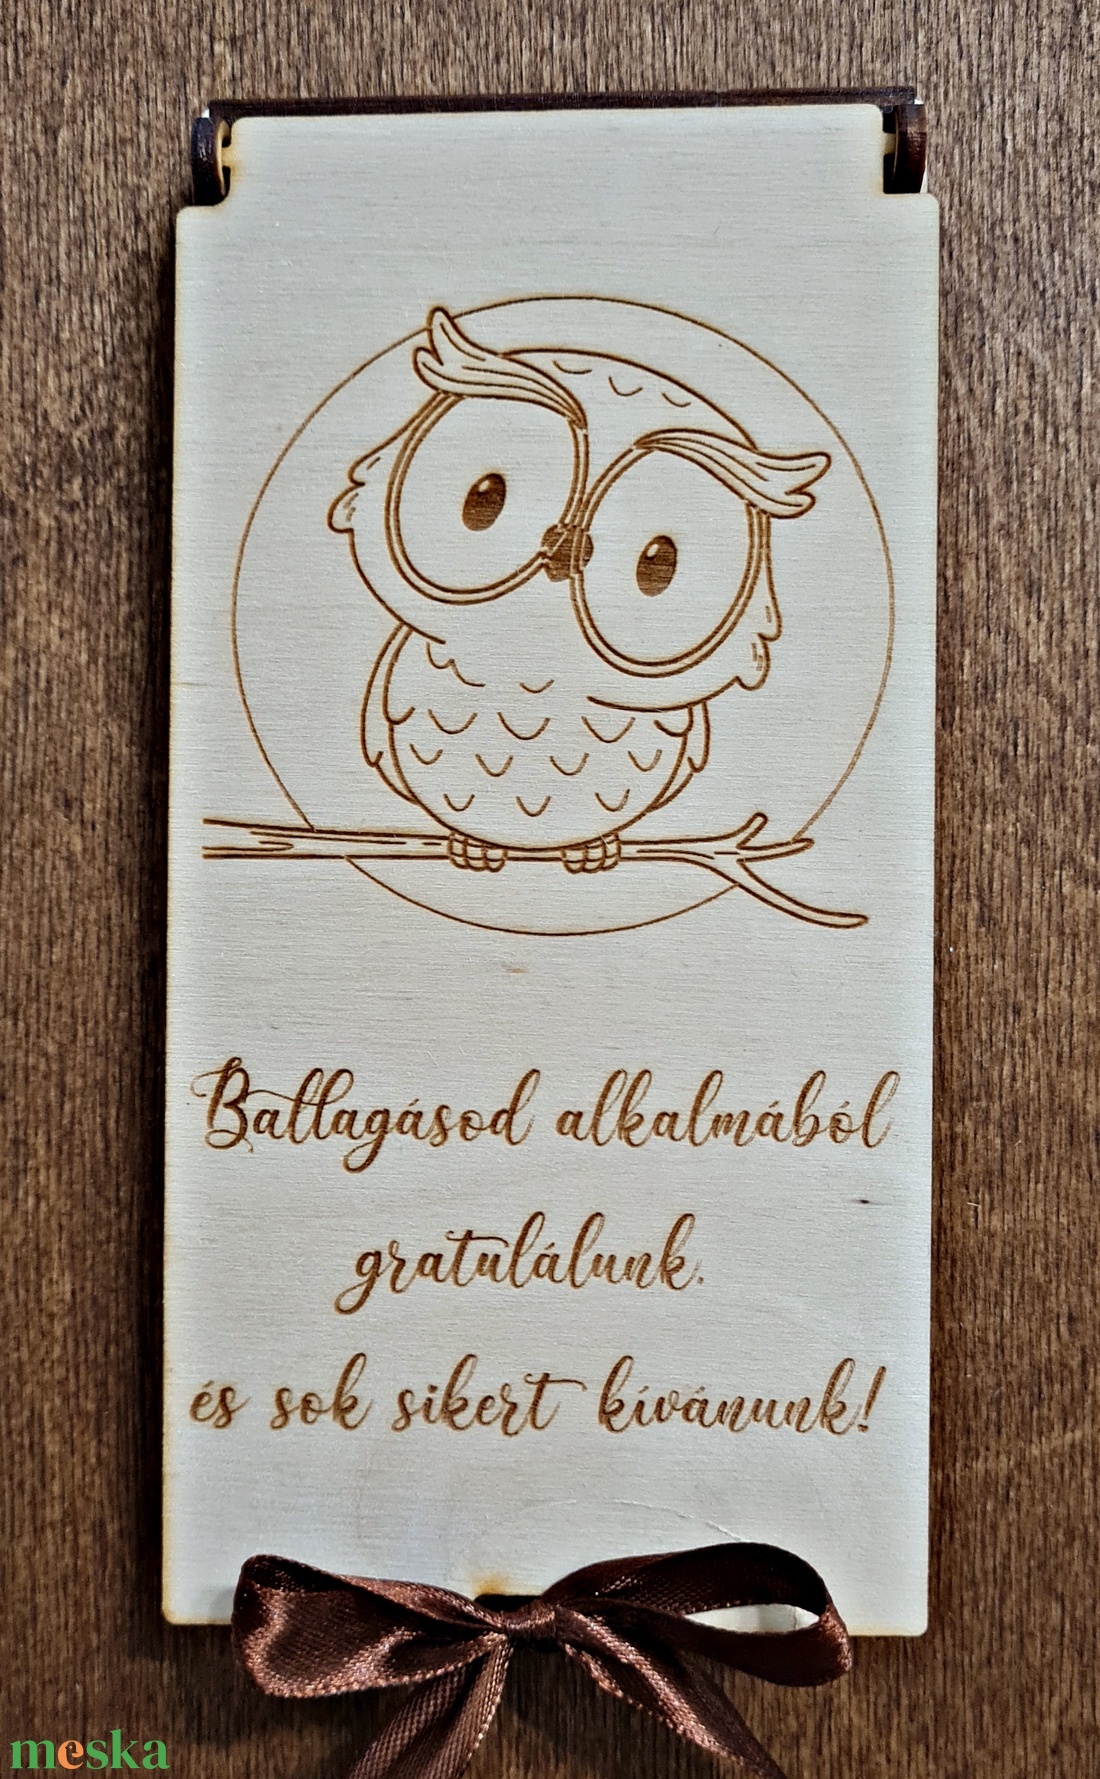 Ballagásod alkalmából
gratulálunk.
és sok sikert kívánunk!
meska